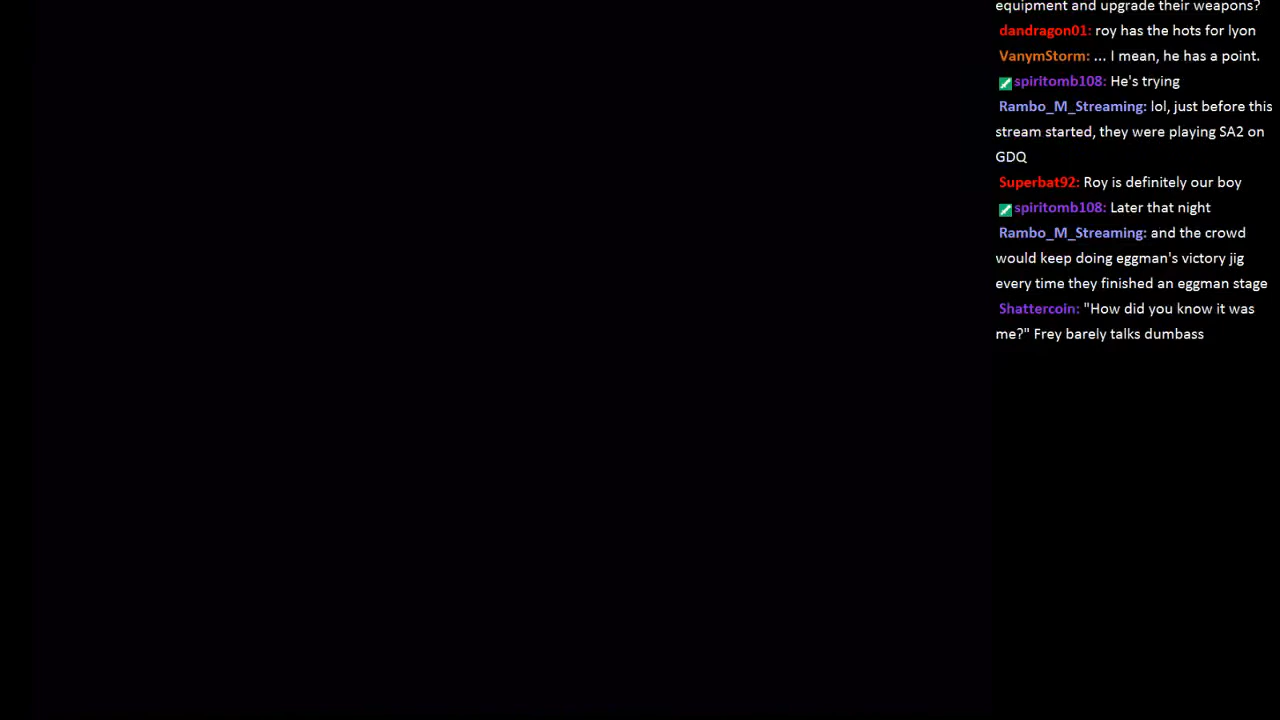 equipment and upgrade their weapons?
dandragon01: roy has the hots for lyon
VanymStorm: ... I mean, he has a point.
spiritomb108: He's trying
Rambo_M_Streaming: lol, just before this
stream started, they were playing SA2 on
GDQ
Superbat92: Roy is definitely our boy
spiritomb108: Later that night
Rambo_M_Streaming: and the crowd
would keep doing eggman's victory jig
every time they finished an eggman stage
Shattercoin: "How did you know it was
me?" Frey barely talks dumbass